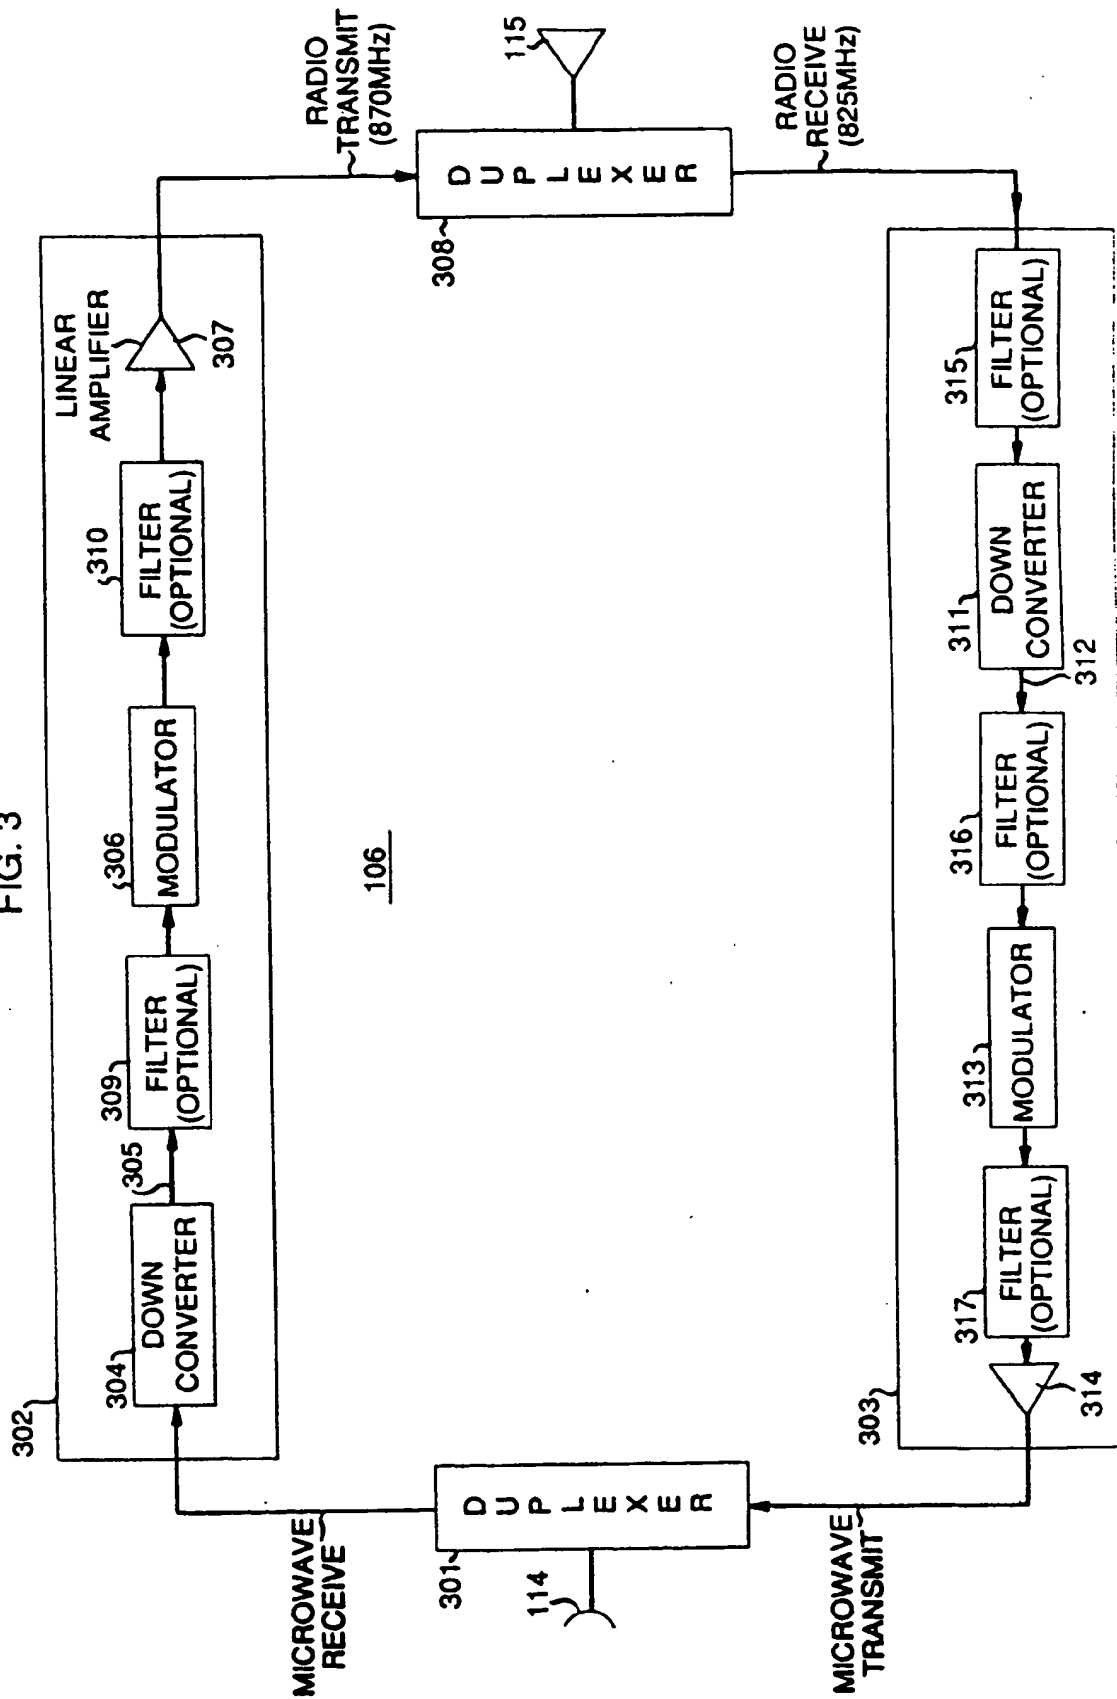 FIG. 3
302
LINEAR
AMPLIFIER
307
304
DOWN
CONVERTER
305
309
FILTER
(OPTIONAL)
306
MODULATOR
310
FILTER
(OPTIONAL)
MICROWAVE
RECEIVE
RADIO
TRANSMIT
(870MHz)
114
301
DUPLEXER
106
308
DUPLEXER
115
MICROWAVE
TRANSMIT
RADIO
RECEIVE
(825MHz)
303
314
317
FILTER
(OPTIONAL)
313
MODULATOR
316
FILTER
(OPTIONAL)
312
311
DOWN
CONVERTER
315
FILTER
(OPTIONAL)